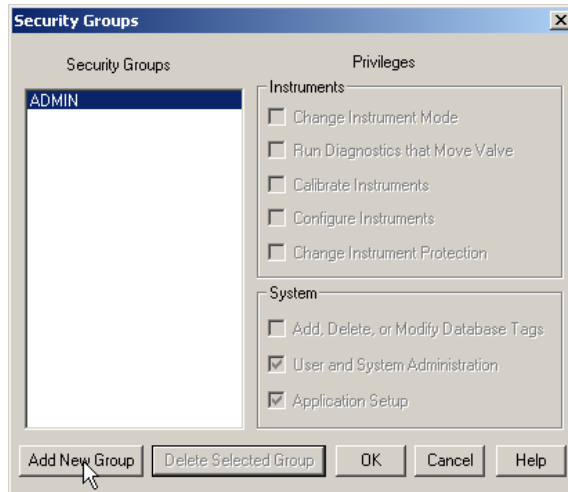 Security Groups
Security Groups
Privileges
ADMIN
Instruments
Change Instrument Mode
Run Diagnostics that Move Valve
Calibrate Instruments
Configure Instruments
Change Instrument Protection
System
Add, Delete, or Modify Database Tags
User and System Administration
Application Setup
Add New Group
Delete Selected Group
OK
Cancel
Help